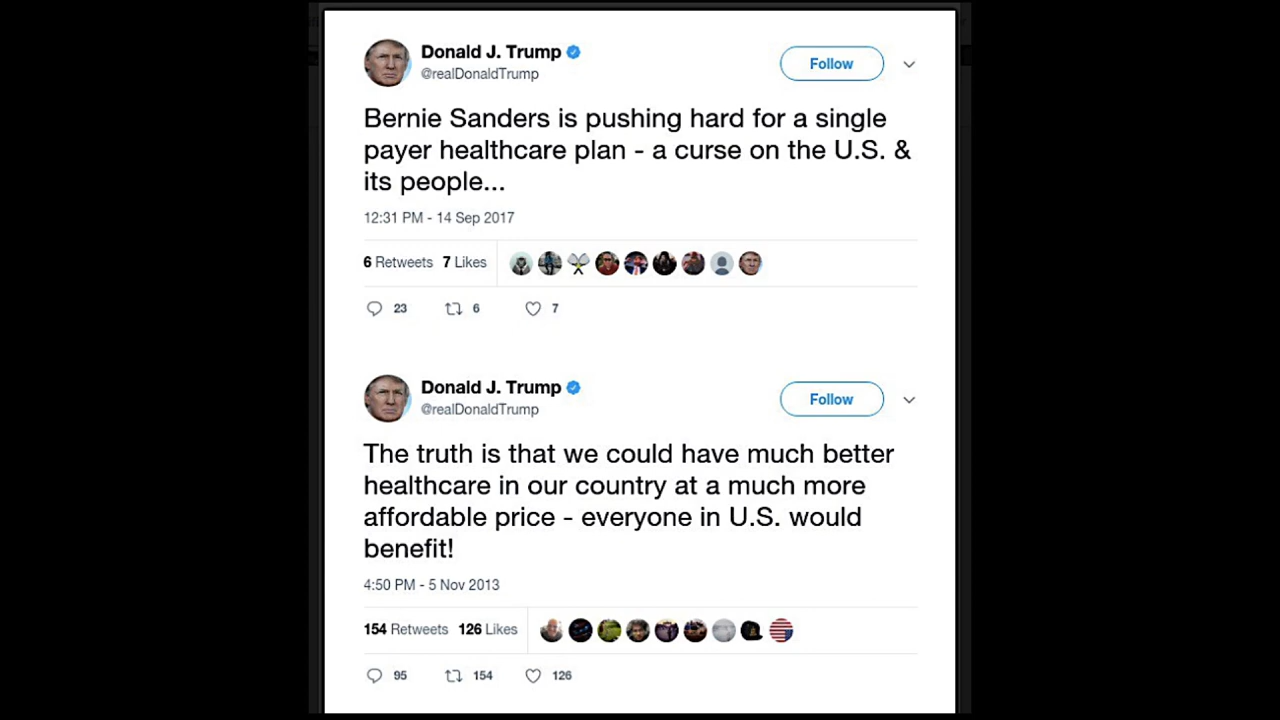 Donald J. Trump
@realDonaldTrump
Follow
Bernie Sanders is pushing hard for a single
payer healthcare plan - a curse on the U.S. &
its people...
12:31 PM - 14 Sep 2017
6 Retweets 7 Likes
23 6 7
Donald J. Trump
@realDonaldTrump
Follow
The truth is that we could have much better
healthcare in our country at a much more
affordable price - everyone in U.S. would
benefit!
4:50 PM - 5 Nov 2013
154 Retweets 126 Likes
95 154 126